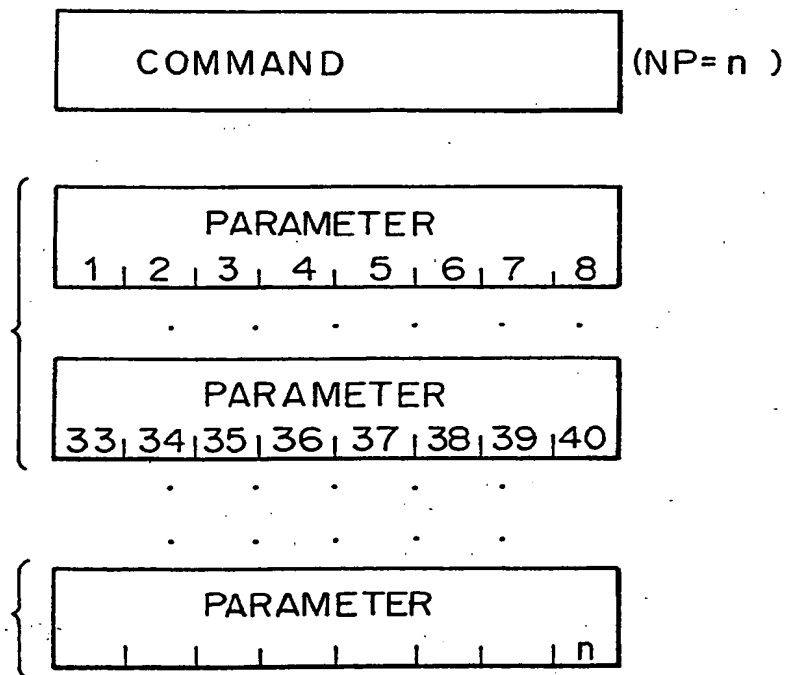 COMMAND (NP= n )
PARAMETER
1 2 3 4 5 6 7 8
PARAMETER
33 34 35 36 37 38 39 40
PARAMETER
n